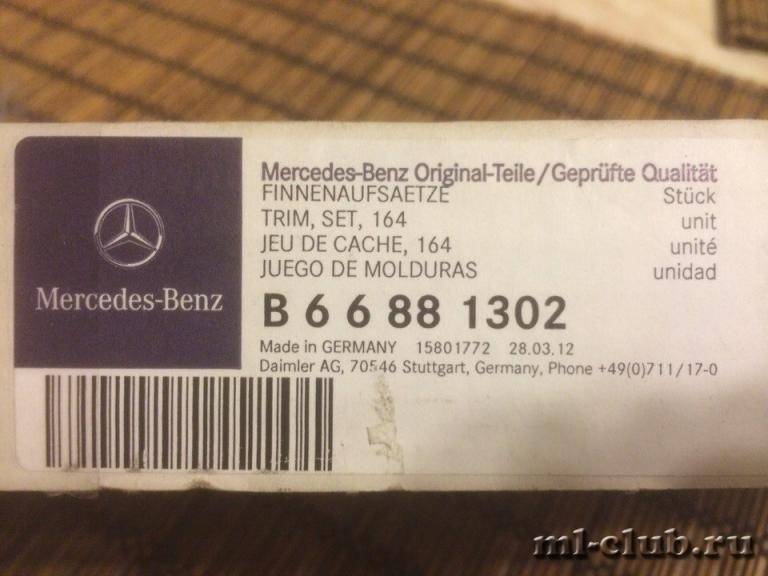 Mercedes-Benz Original-Teile/Geprüfte Qualität
FINNENAUFSAETZE Stück
TRIM, SET, 164 unit
JEU DE CACHE, 164 unité
JUEGO DE MOLDURAS unidad
Mercedes-Benz
B 6 6 88 1302
Made in GERMANY 15801772 28.03.12
Daimler AG, 70546 Stuttgart, Germany, Phone +49(0)711/17-0
ml-club.ru